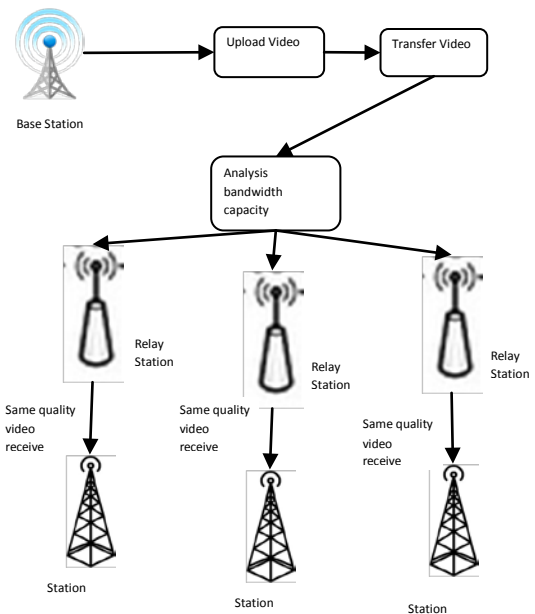 Upload Video
Transfer Video
Base Station
Analysis
bandwidth
capacity
Relay
Station
Relay
Station
Relay
Station
Same quality
video
receive
Same quality
video
receive
Same quality
video
receive
Station
Station
Station